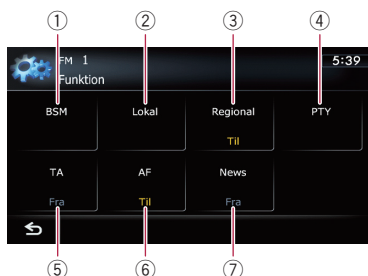 ① ② ③ ④
FM 1 5:39
Funktion
BSM Lokal Regional PTY
Til
TA AF News
Fra Til Fra
⑤ ⑥ ⑦